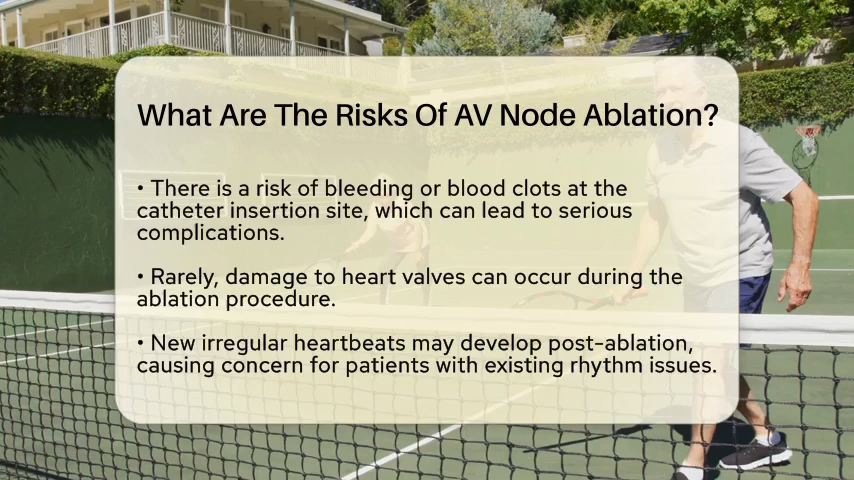 What Are The Risks Of AV Node Ablation?
• There is a risk of bleeding or blood clots at the
catheter insertion site, which can lead to serious
complications.
• Rarely, damage to heart valves can occur during the
ablation procedure.
• New irregular heartbeats may develop post-ablation,
causing concern for patients with existing rhythm issues.